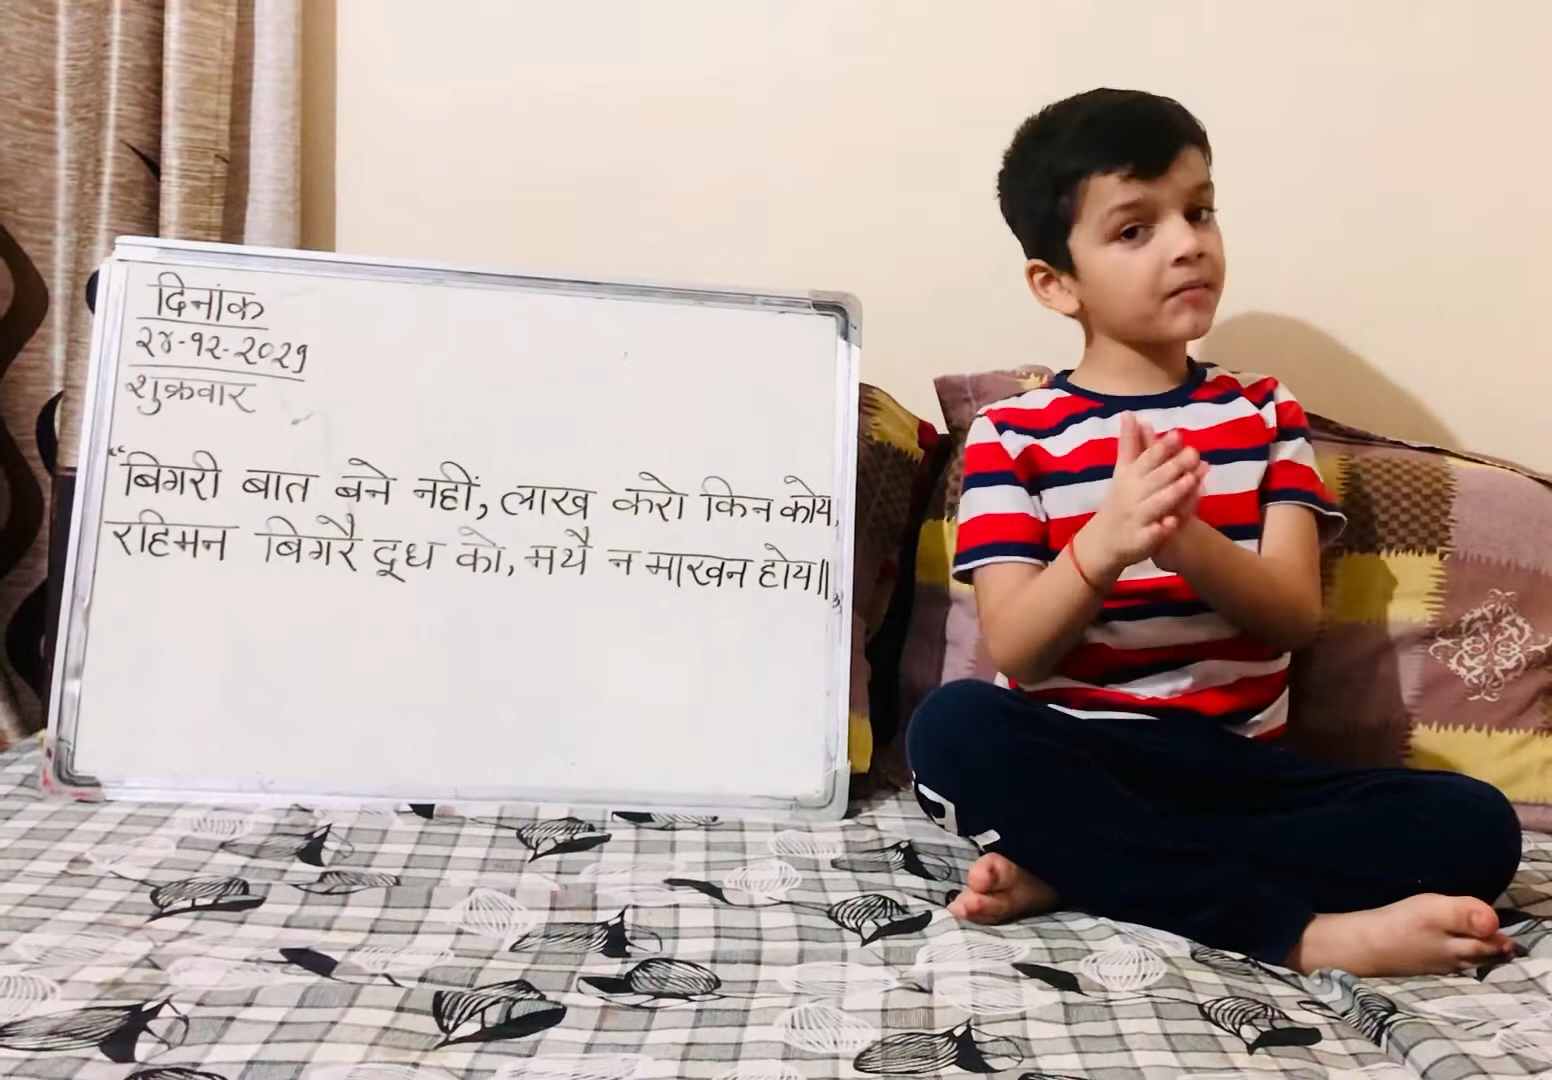 दिनांक
२४-१२-२०२१
शुक्रवार
“बिगरी बात बने नहीं, लाख करो किन कोय,
रहिमन बिगरै दूध को, मथै न माखन होय॥”